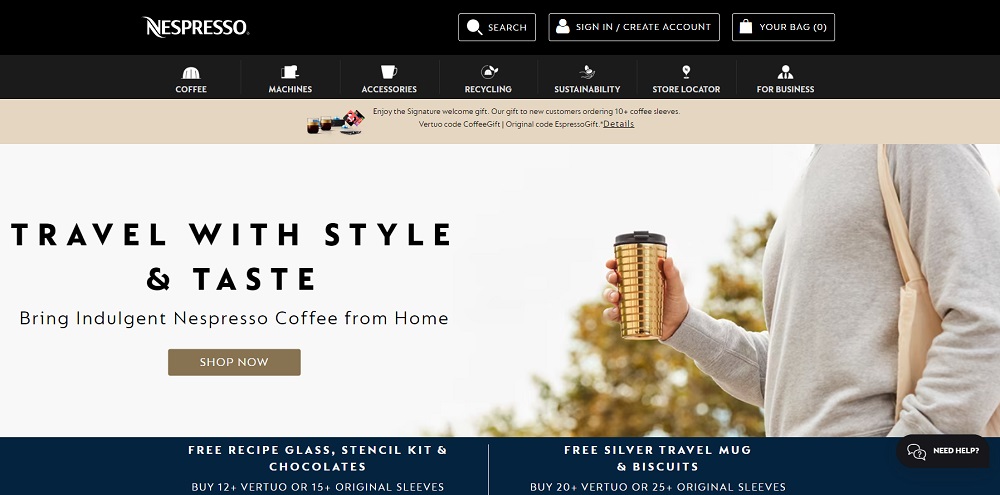 NESPRESSO
SEARCH
SIGN IN / CREATE ACCOUNT
YOUR BAG (0)
COFFEE
MACHINES
ACCESSORIES
RECYCLING
SUSTAINABILITY
STORE LOCATOR
FOR BUSINESS
Enjoy the Signature welcome gift. Our gift to new customers ordering 10+ coffee sleeves.
Vertuo code CoffeeGift | Original code EspressoGift.*Details
TRAVEL WITH STYLE
& TASTE
Bring Indulgent Nespresso Coffee from Home
SHOP NOW
FREE RECIPE GLASS, STENCIL KIT &
CHOCOLATES
BUY 12+ VERTUO OR 15+ ORIGINAL SLEEVES
FREE SILVER TRAVEL MUG
& BISCUITS
BUY 20+ VERTUO OR 25+ ORIGINAL SLEEVES
NEED HELP?